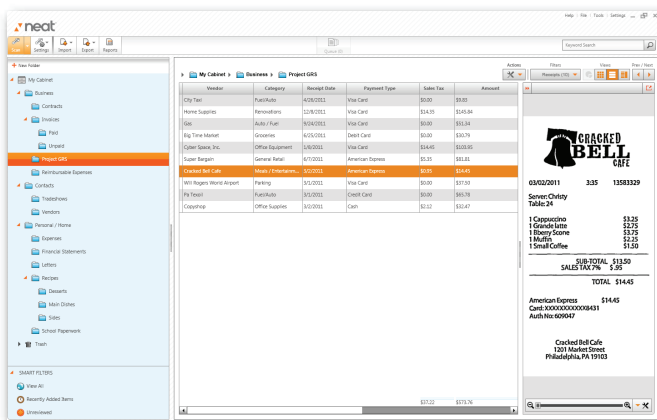 neat
Help File Tools Settings
Scan Settings Import Export Reports
Queue (0)
Keyword Search
New Folder
My Cabinet
Business
Contracts
Invoices
Paid
Unpaid
Project GRS
Reimbursable Expenses
Contacts
Tradeshows
Vendors
Personal / Home
Expenses
Financial Statements
Letters
Recipes
Desserts
Main Dishes
Sides
School Paperwork
Trash
SMART FILTERS
View All
Recently Added Items
Unreviewed
My Cabinet Business Project GRS
Actions Filters Views Prev / Next
Receipts (10)
Vendor Category Receipt Date Payment Type Sales Tax Amount
City Taxi Fuel/Auto 4/28/2011 Visa Card $0.00 $9.83
Home Supplies Renovations 12/8/2011 Visa Card $14.35 $145.84
Gas Auto / Fuel 9/24/2011 Visa Card $0.00 $51.34
Big Time Market Groceries 6/25/2011 Debit Card $0.00 $30.79
Cyber Space, Inc. Office Equipment 1/8/2011 Visa Card $14.45 $103.95
Super Bargain General Retail 6/7/2011 American Express $5.35 $81.81
Cracked Bell Cafe Meals / Entertainm... 3/2/2011 American Express $0.95 $14.45
Will Rogers World Airport Parking 3/1/2011 Visa Card $0.00 $37.50
Pa Texoil Fuel/Auto 3/1/2011 Credit Card $0.00 $65.78
Copyshop Office Supplies 3/2/2011 Cash $2.12 $32.47
$37.22 $573.76
CRACKED
BELL
CAFE
03/02/2011 3:35 13583329
Server: Christy
Table: 24
1 Cappuccino $3.25
1 Grande latte $2.75
1 Bberry Scone $3.75
1 Muffin $2.25
1 Small Coffee $1.50
SUB-TOTAL $13.50
SALES TAX 7% $ .95
TOTAL $14.45
American Express $14.45
Card: XXXXXXXXXXX8431
Auth No: 609047
Cracked Bell Cafe
1201 Market Street
Philadelphia, PA 19103